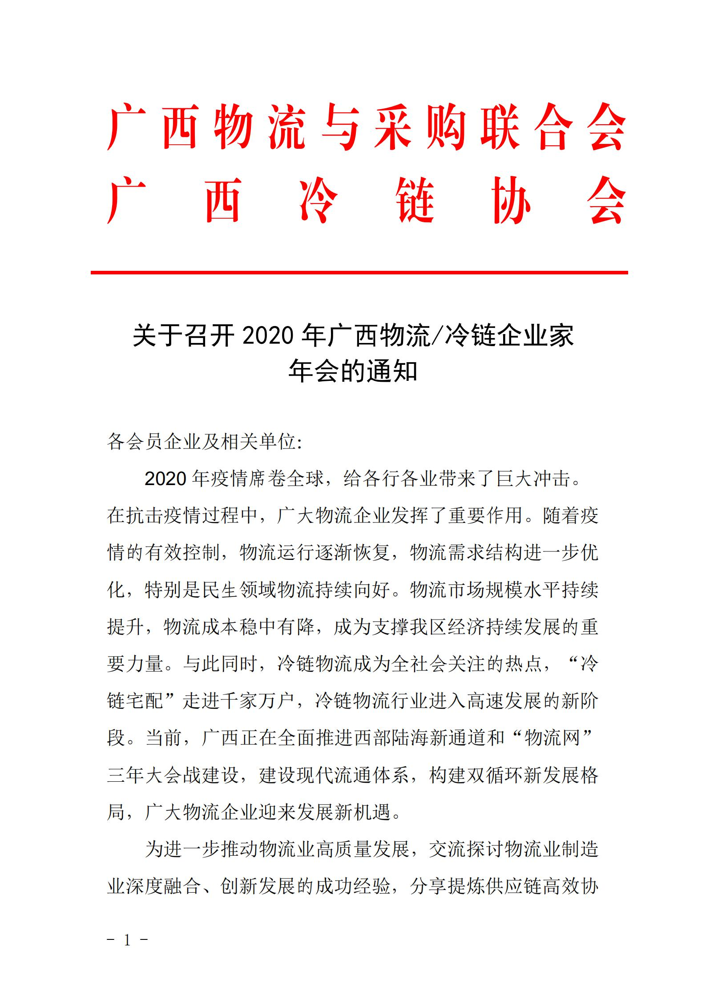 广西物流与采购联合会
广西冷链协会
关于召开 2020 年广西物流/冷链企业家
年会的通知
各会员企业及相关单位：
2020 年疫情席卷全球，给各行各业带来了巨大冲击。
在抗击疫情过程中，广大物流企业发挥了重要作用。随着疫
情的有效控制，物流运行逐渐恢复，物流需求结构进一步优
化，特别是民生领域物流持续向好。物流市场规模水平持续
提升，物流成本稳中有降，成为支撑我区经济持续发展的重
要力量。与此同时，冷链物流成为全社会关注的热点，“冷
链宅配”走进千家万户，冷链物流行业进入高速发展的新阶
段。当前，广西正在全面推进西部陆海新通道和“物流网”
三年大会战建设，建设现代流通体系，构建双循环新发展格
局，广大物流企业迎来发展新机遇。
为进一步推动物流业高质量发展，交流探讨物流业制造
业深度融合、创新发展的成功经验，分享提炼供应链高效协
- 1 -